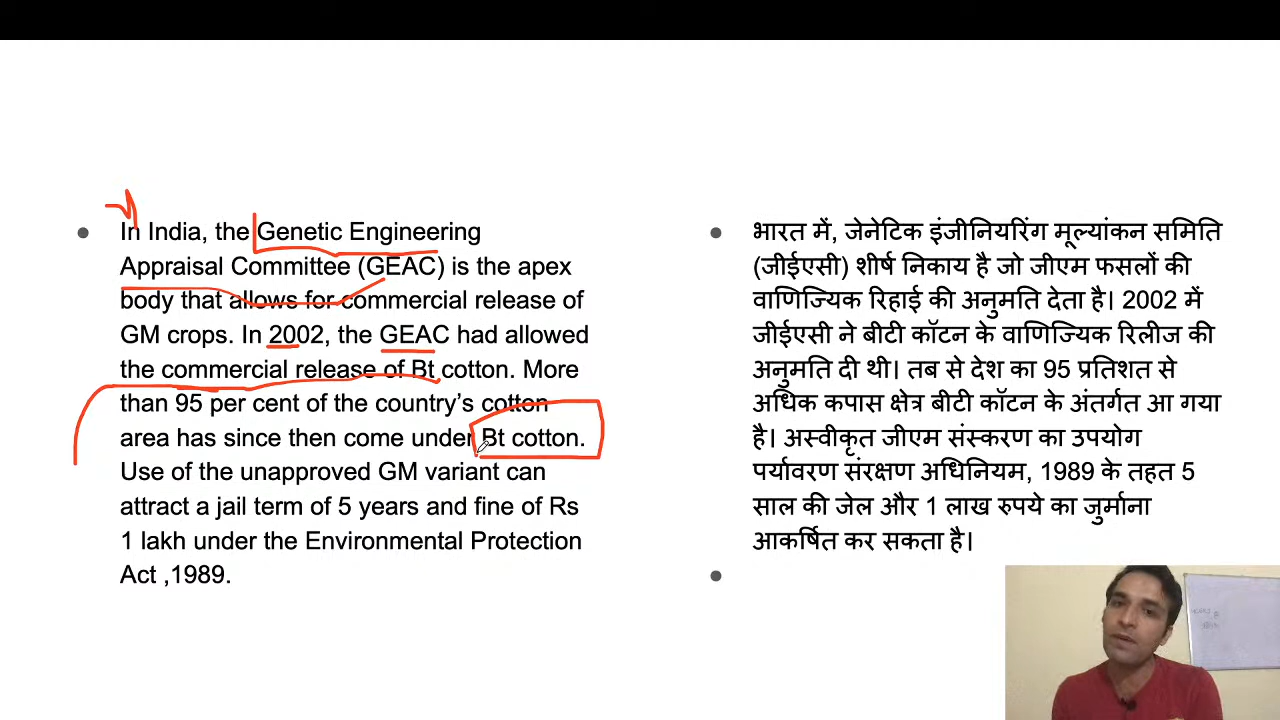 In India, the Genetic Engineering
Appraisal Committee (GEAC) is the apex
body that allows for commercial release of
GM crops. In 2002, the GEAC had allowed
the commercial release of Bt cotton. More
than 95 per cent of the country’s cotton
area has since then come under Bt cotton.
Use of the unapproved GM variant can
attract a jail term of 5 years and fine of Rs
1 lakh under the Environmental Protection
Act ,1989.
भारत में, जेनेटिक इंजीनियरिंग मूल्यांकन समिति
(जीईएसी) शीर्ष निकाय है जो जीएम फसलों की
वाणिज्यिक रिहाई की अनुमति देता है। 2002 में
जीईएसी ने बीटी कॉटन के वाणिज्यिक रिलीज की
अनुमति दी थी। तब से देश का 95 प्रतिशत से
अधिक कपास क्षेत्र बीटी कॉटन के अंतर्गत आ गया
है। अस्वीकृत जीएम संस्करण का उपयोग
पर्यावरण संरक्षण अधिनियम, 1989 के तहत 5
साल की जेल और 1 लाख रुपये का जुर्माना
आकर्षित कर सकता है।